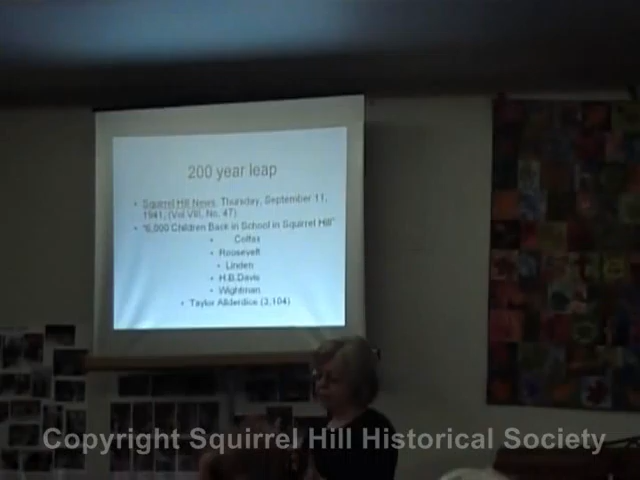 200 year leap
• Squirrel Hill News, Thursday, September 11,
1941, (Vol VIII, No. 47)
• "6,000 Children Back in School in Squirrel Hill"
• Colfax
• Roosevelt
• Linden
• H.B.Davis
• Wightman
• Taylor Allderdice (3,104)
Copyright Squirrel Hill Historical Society